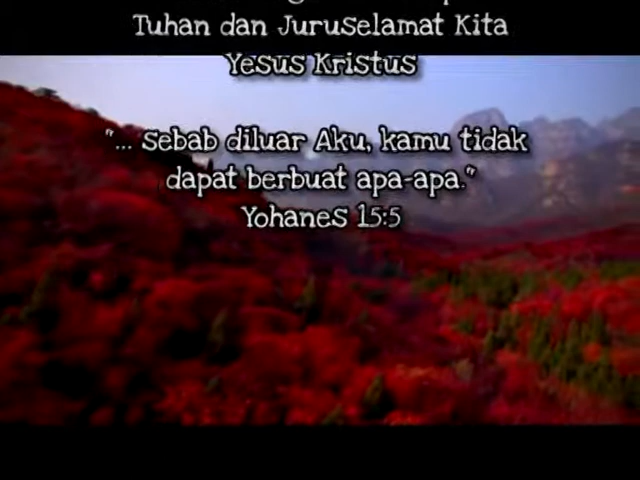 Tuhan dan Juruselamat Kita
Yesus Kristus
"... sebab diluar Aku, kamu tidak
dapat berbuat apa-apa."
Yohanes 15:5